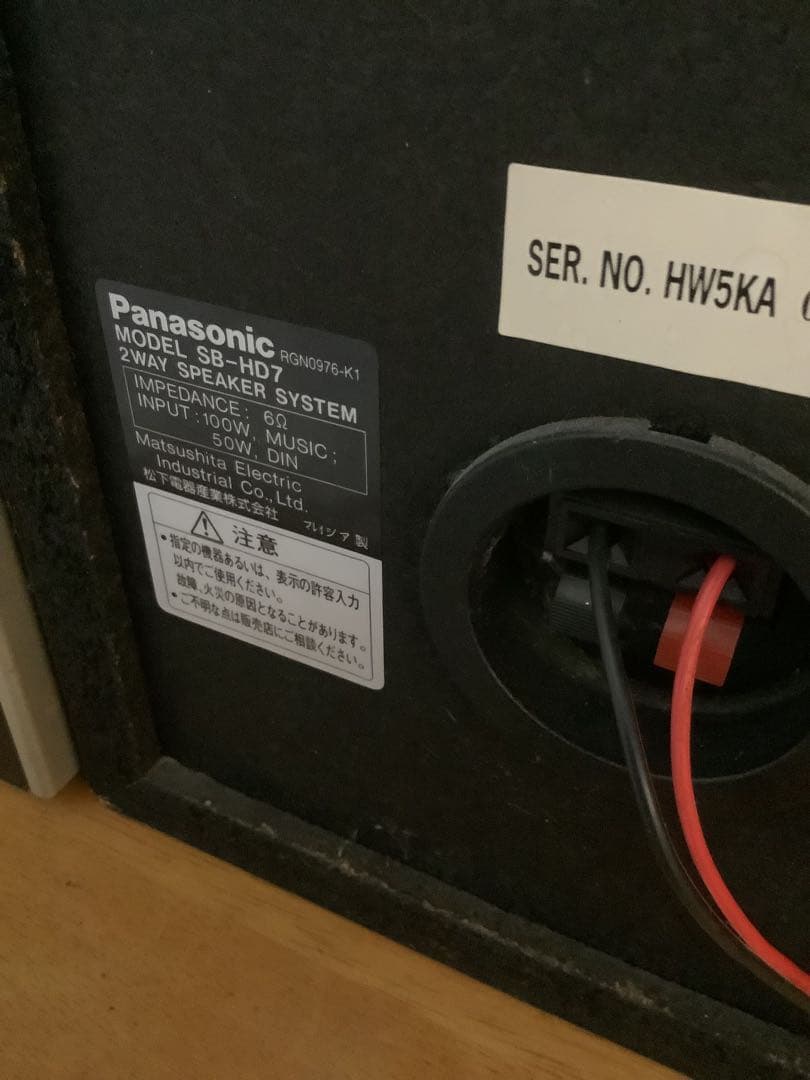 Panasonic RGN0976-K1
MODEL SB-HD7
2WAY SPEAKER SYSTEM
IMPEDANCE; 6Ω
INPUT: 100W, MUSIC;
50W, DIN
Matsushita Electric
Industrial Co., Ltd.
松下電器産業株式会社 マレイシア製
注意
•指定の機器あるいは、表示の許容入力
以内でご使用ください。
故障、火災の原因となることがあります。
•ご不明な点は販売店にご相談ください。
SER. NO. HW5KA